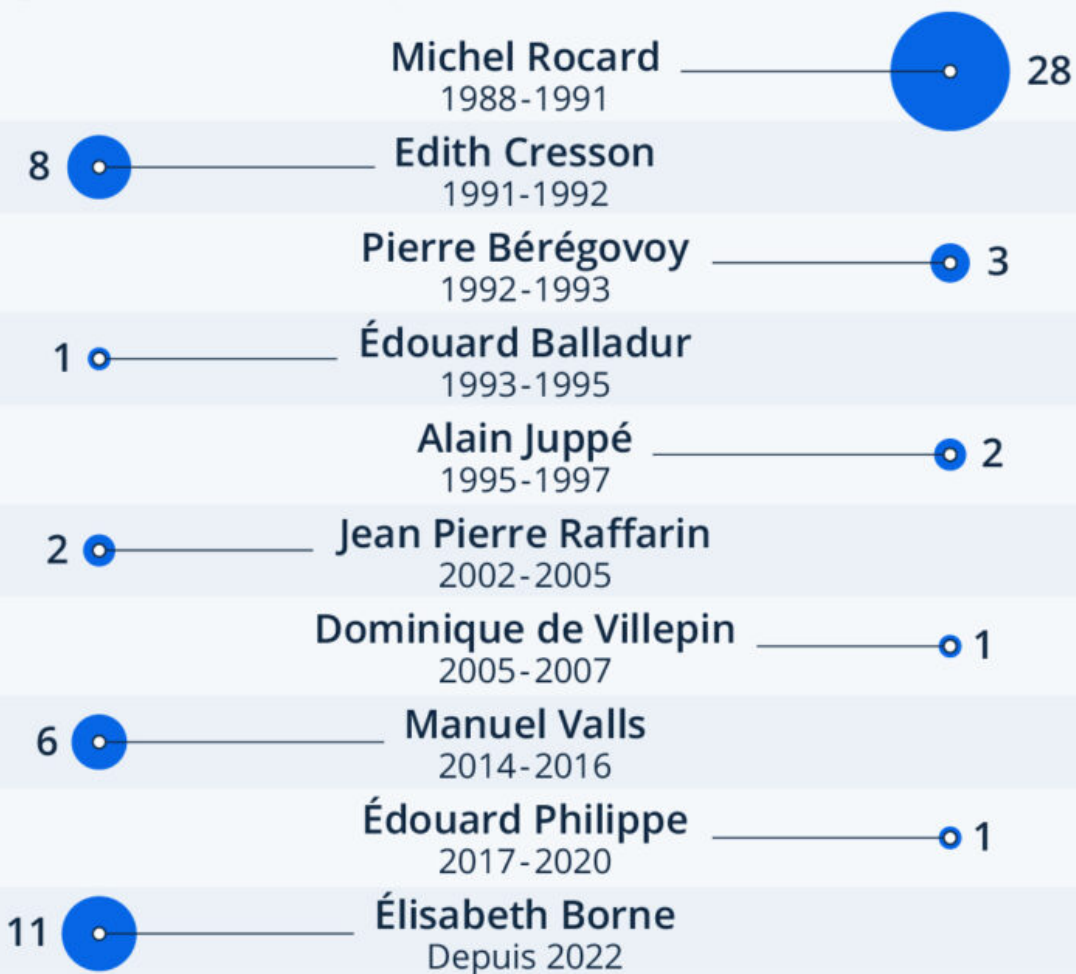 Michel Rocard
1988-1991
28
8
Edith Cresson
1991-1992
Pierre Bérégovoy
1992-1993
3
1
Édouard Balladur
1993-1995
Alain Juppé
1995-1997
2
2
Jean Pierre Raffarin
2002-2005
Dominique de Villepin
2005-2007
1
6
Manuel Valls
2014-2016
Édouard Philippe
2017-2020
1
11
Élisabeth Borne
Depuis 2022